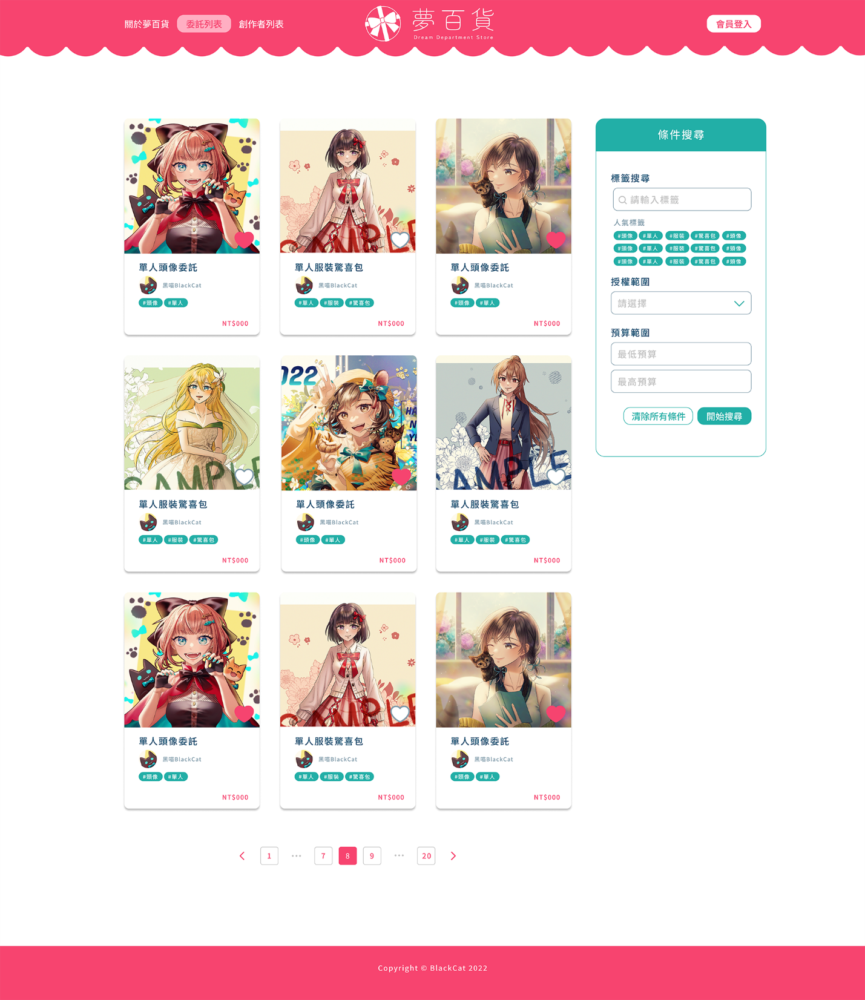 關於夢百貨
委託列表
創作者列表
夢百貨
Dream Department Store
會員登入
SAMPLE
單人頭像委託
黑喵BlackCat
#頭像 #單人
NT$000
單人服裝驚喜包
黑喵BlackCat
#單人 #服裝 #驚喜包
NT$000
單人頭像委託
黑喵BlackCat
#頭像 #單人
NT$000
條件搜尋
標籤搜尋
請輸入標籤
人氣標籤
#頭像 #單人 #服裝 #驚喜包 #頭像
#頭像 #單人 #服裝 #驚喜包 #頭像
#頭像 #單人 #服裝 #驚喜包 #頭像
授權範圍
請選擇
預算範圍
最低預算
最高預算
清除所有條件
開始搜尋
SAMPLE
022
HA
N
YE
SAMPLE
單人服裝驚喜包
黑喵BlackCat
#單人 #服裝 #驚喜包
NT$000
單人頭像委託
黑喵BlackCat
#頭像 #單人
NT$000
單人服裝驚喜包
黑喵BlackCat
#單人 #服裝 #驚喜包
NT$000
SAMPLE
單人頭像委託
黑喵BlackCat
#頭像 #單人
NT$000
單人服裝驚喜包
黑喵BlackCat
#單人 #服裝 #驚喜包
NT$000
單人頭像委託
黑喵BlackCat
#頭像 #單人
NT$000
1 ... 7 8 9 ... 20
Copyright © BlackCat 2022